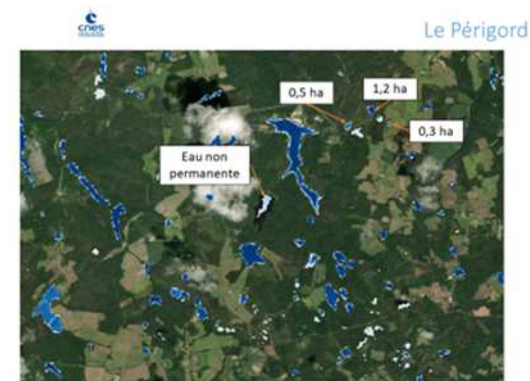 cnes
Le Périgord
0,5 ha
1,2 ha
0,3 ha
Eau non
permanente